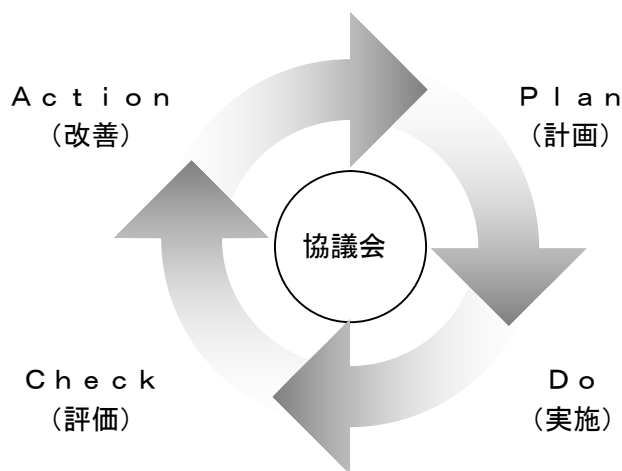 Ａｃｔｉｏｎ
（改善）
Ｐｌａｎ
（計画）
協議会
Ｃｈｅｃｋ
（評価）
Ｄｏ
（実施）